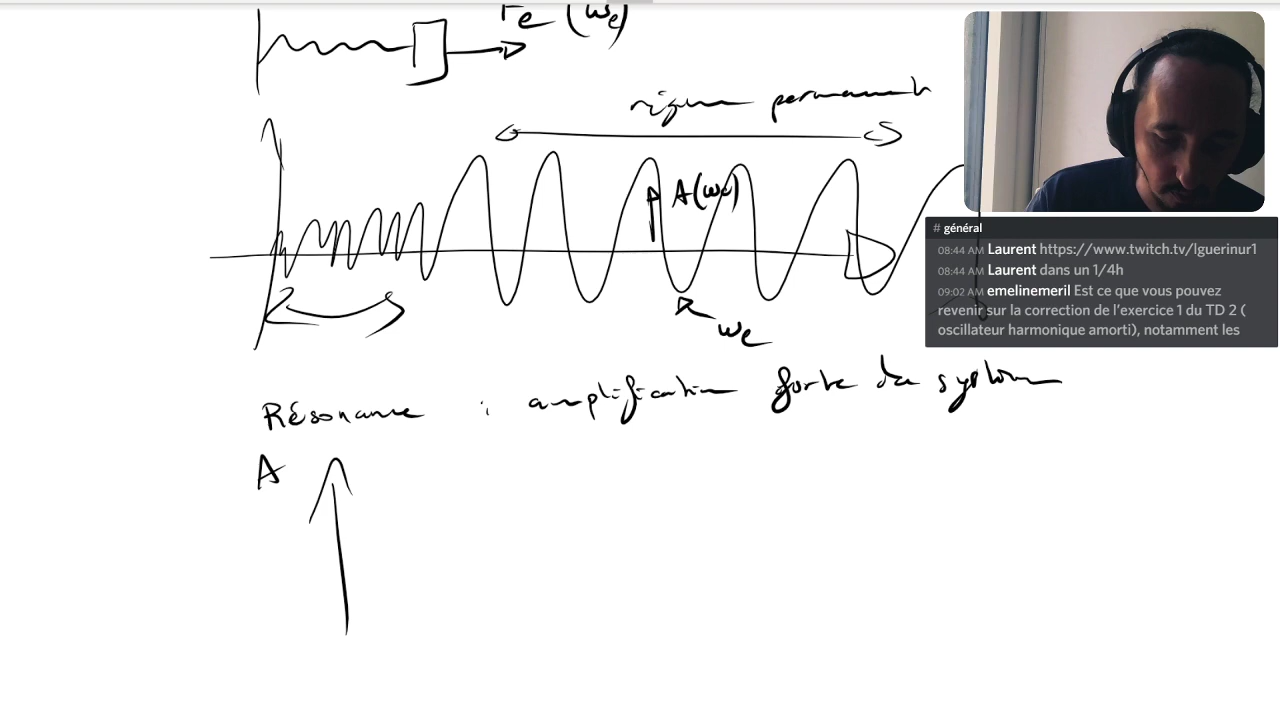 Fe (ωe)
régime permanent
A(ωe)
ωe
Résonance : amplification forte du système
A
# général
08:44 AM Laurent https://www.twitch.tv/lguerinur1
08:44 AM Laurent dans un 1/4h
09:02 AM emelinemeril Est ce que vous pouvez
revenir sur la correction de l'exercice 1 du TD 2 (
oscillateur harmonique amorti), notamment les